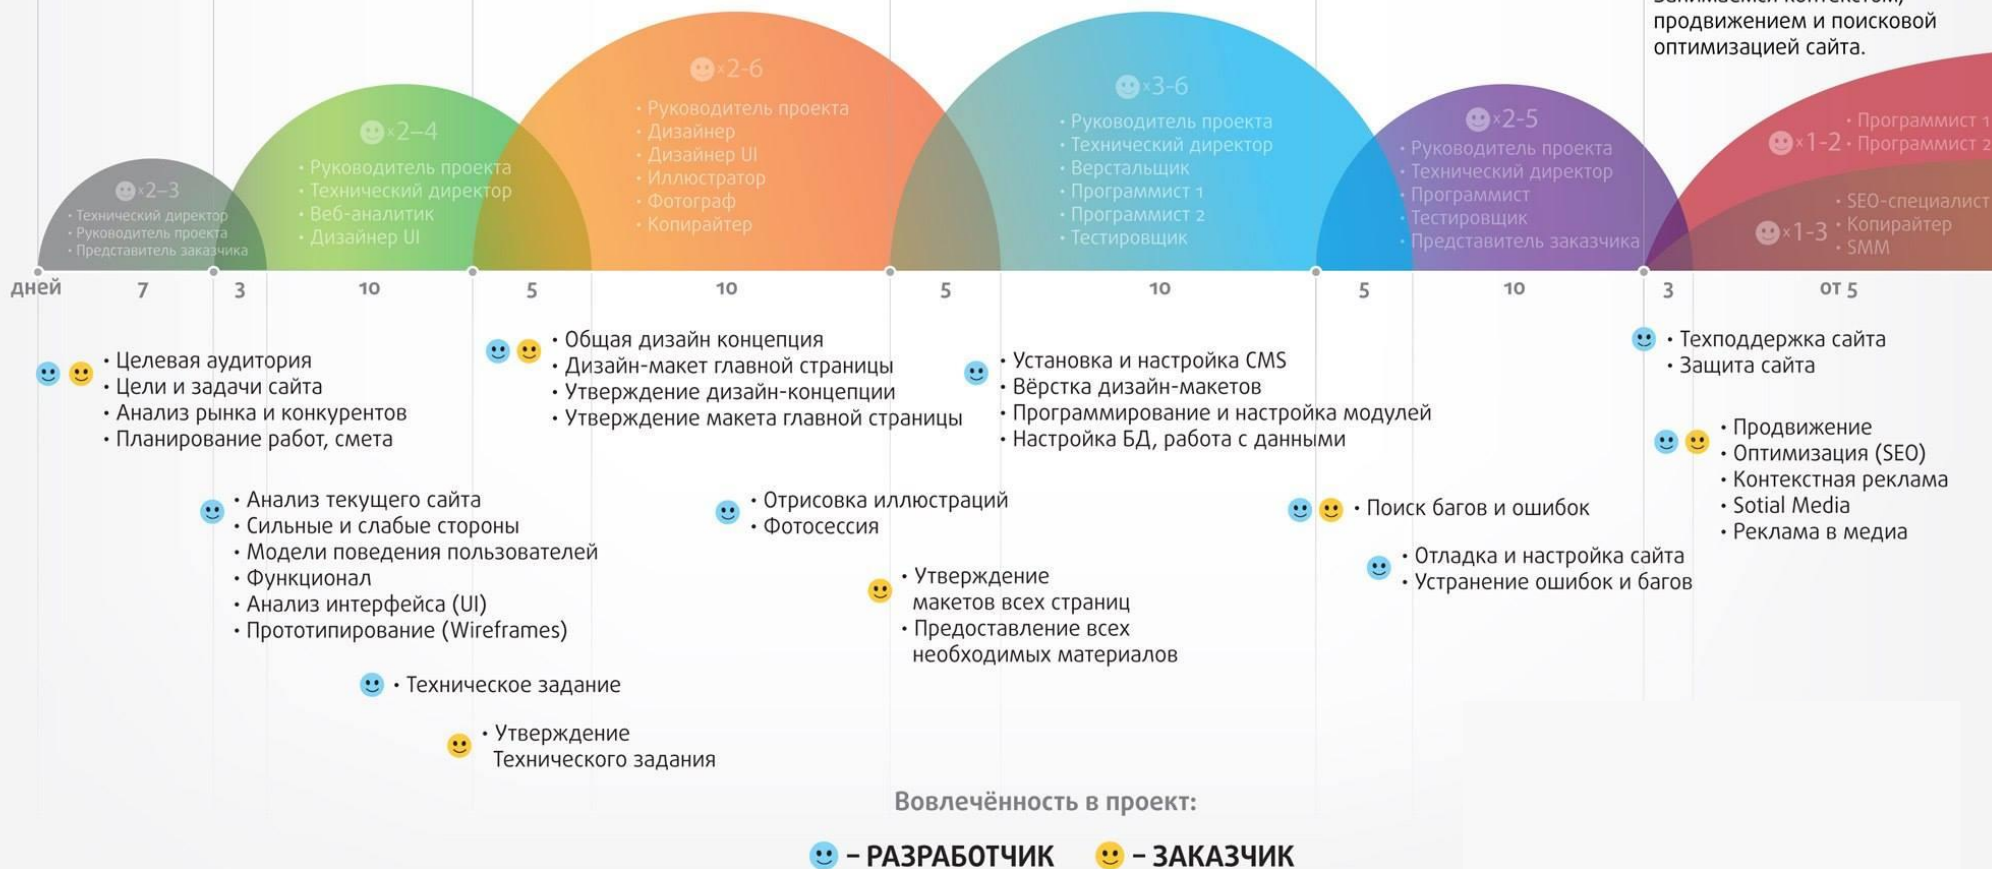 продвижением и поисковой
оптимизацией сайта.
×2–3
• Технический директор
• Руководитель проекта
• Представитель заказчика
×2–4
• Руководитель проекта
• Технический директор
• Веб-аналитик
• Дизайнер UI
×2-6
• Руководитель проекта
• Дизайнер
• Дизайнер UI
• Иллюстратор
• Фотограф
• Копирайтер
×3-6
• Руководитель проекта
• Технический директор
• Верстальщик
• Программист 1
• Программист 2
• Тестировщик
×2-5
• Руководитель проекта
• Технический директор
• Программист
• Тестировщик
• Представитель заказчика
×1-2
• Программист 1
• Программист 2
×1-3
• SEO-специалист
• Копирайтер
• SMM
дней 7 3 10 5 10 5 10 5 10 3 от 5
• Целевая аудитория
• Цели и задачи сайта
• Анализ рынка и конкурентов
• Планирование работ, смета
• Анализ текущего сайта
• Сильные и слабые стороны
• Модели поведения пользователей
• Функционал
• Анализ интерфейса (UI)
• Прототипирование (Wireframes)
• Техническое задание
• Утверждение
Технического задания
• Общая дизайн концепция
• Дизайн-макет главной страницы
• Утверждение дизайн-концепции
• Утверждение макета главной страницы
• Отрисовка иллюстраций
• Фотосессия
• Утверждение
макетов всех страниц
• Предоставление всех
необходимых материалов
• Установка и настройка CMS
• Вёрстка дизайн-макетов
• Программирование и настройка модулей
• Настройка БД, работа с данными
• Поиск багов и ошибок
• Отладка и настройка сайта
• Устранение ошибок и багов
• Техподдержка сайта
• Защита сайта
• Продвижение
• Оптимизация (SEO)
• Контекстная реклама
• Sotial Media
• Реклама в медиа
Вовлечённость в проект:
– РАЗРАБОТЧИК – ЗАКАЗЧИК